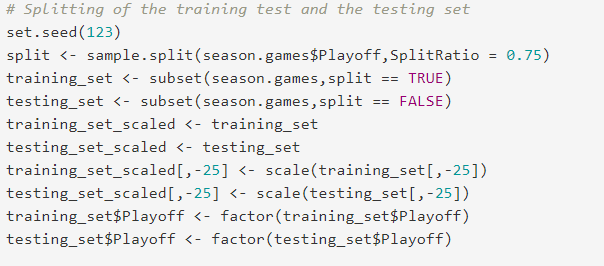 # Splitting of the training test and the testing set
set.seed(123)
split <- sample.split(season.games$Playoff,SplitRatio = 0.75)
training_set <- subset(season.games,split == TRUE)
testing_set <- subset(season.games,split == FALSE)
training_set_scaled <- training_set
testing_set_scaled <- testing_set
training_set_scaled[,-25] <- scale(training_set[,-25])
testing_set_scaled[,-25] <- scale(testing_set[,-25])
training_set$Playoff <- factor(training_set$Playoff)
testing_set$Playoff <- factor(testing_set$Playoff)